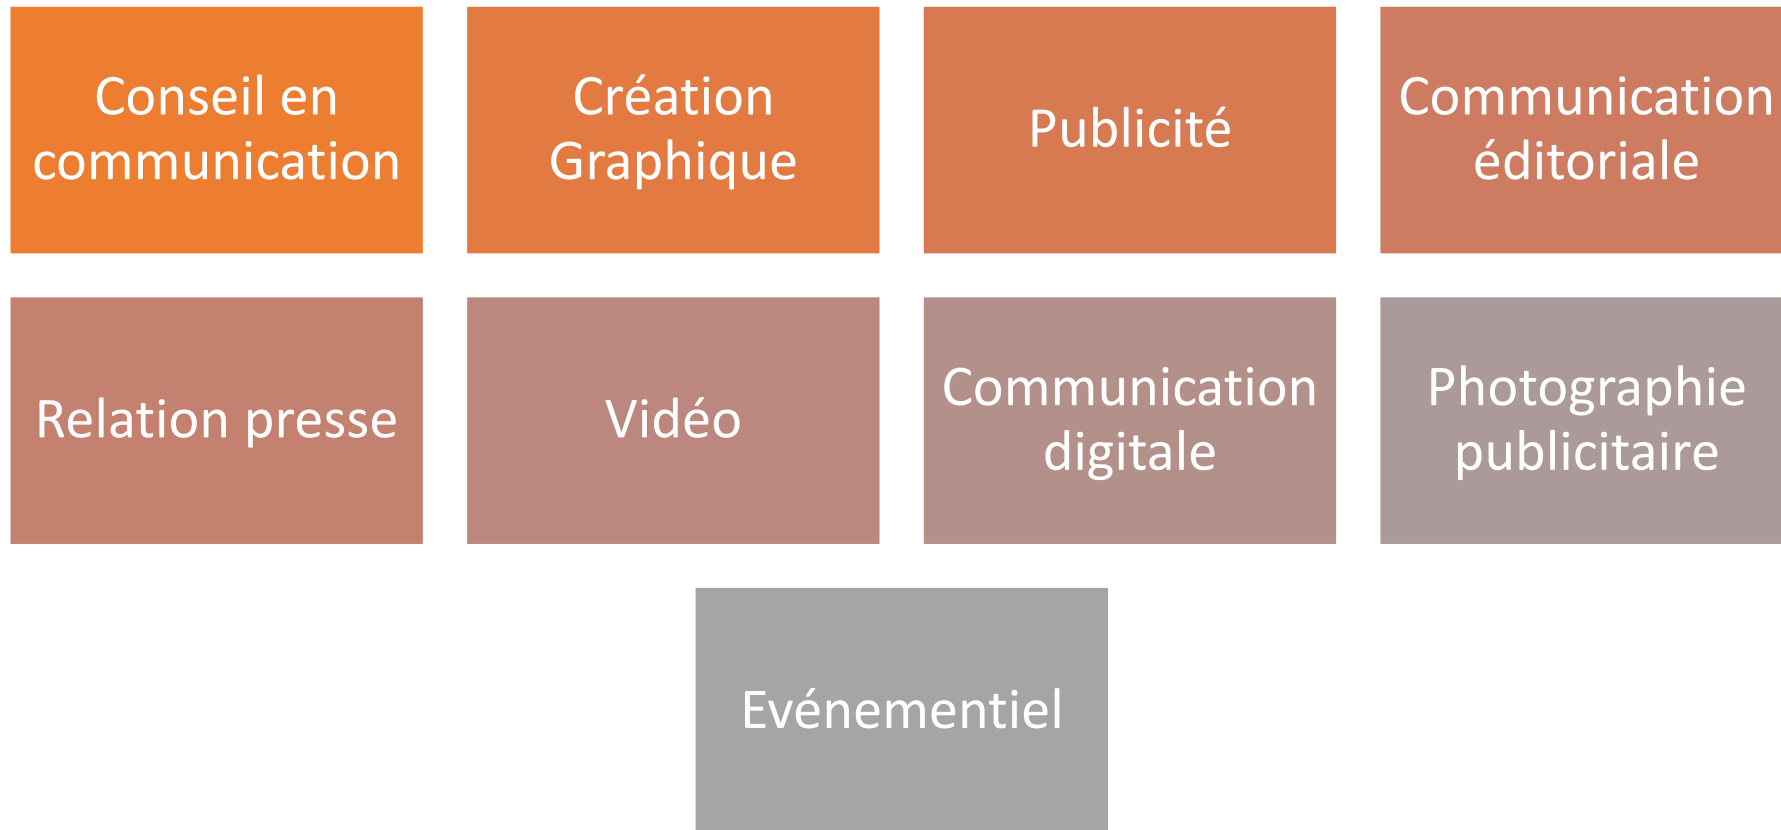 Conseil en
communication
Création
Graphique
Publicité
Communication
éditoriale
Relation presse
Vidéo
Communication
digitale
Photographie
publicitaire
Evénementiel